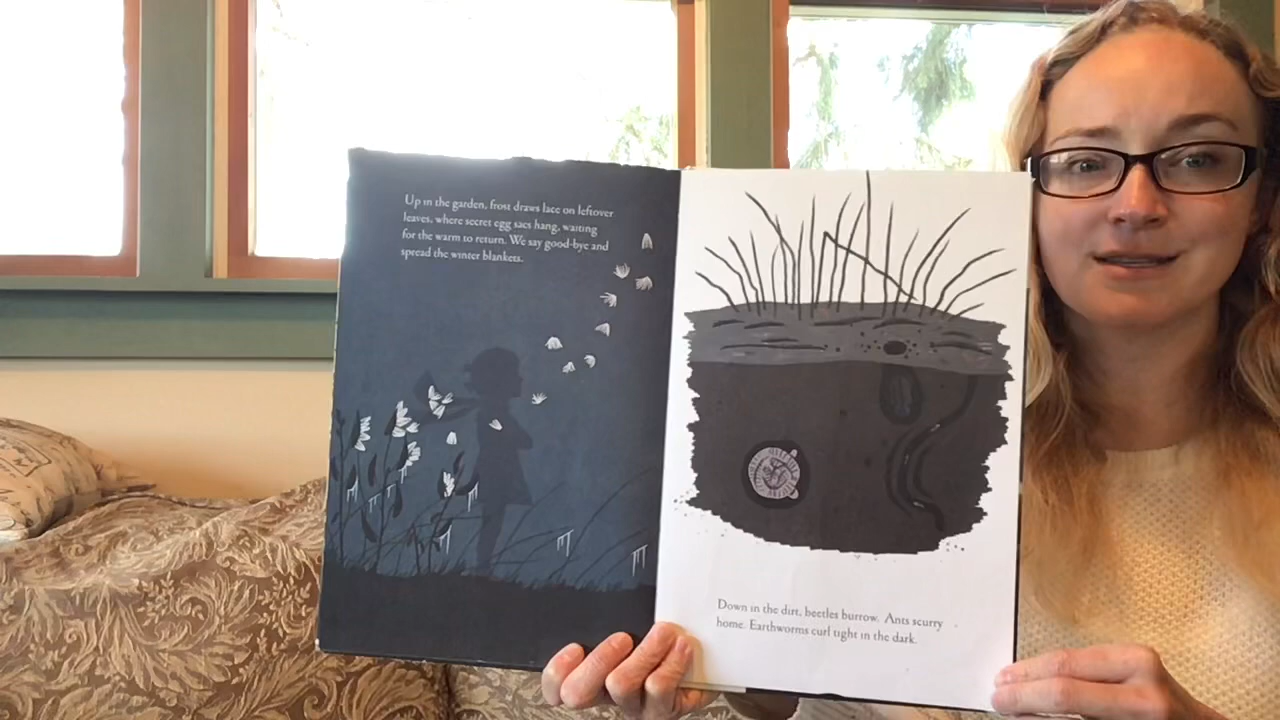 Up in the garden, frost draws lace on leftover
leaves, where secret egg sacs hang, waiting
for the warm to return. We say good-bye and
spread the winter blankets.
Down in the dirt, beetles burrow. Ants scurry
home. Earthworms curl tight in the dark.